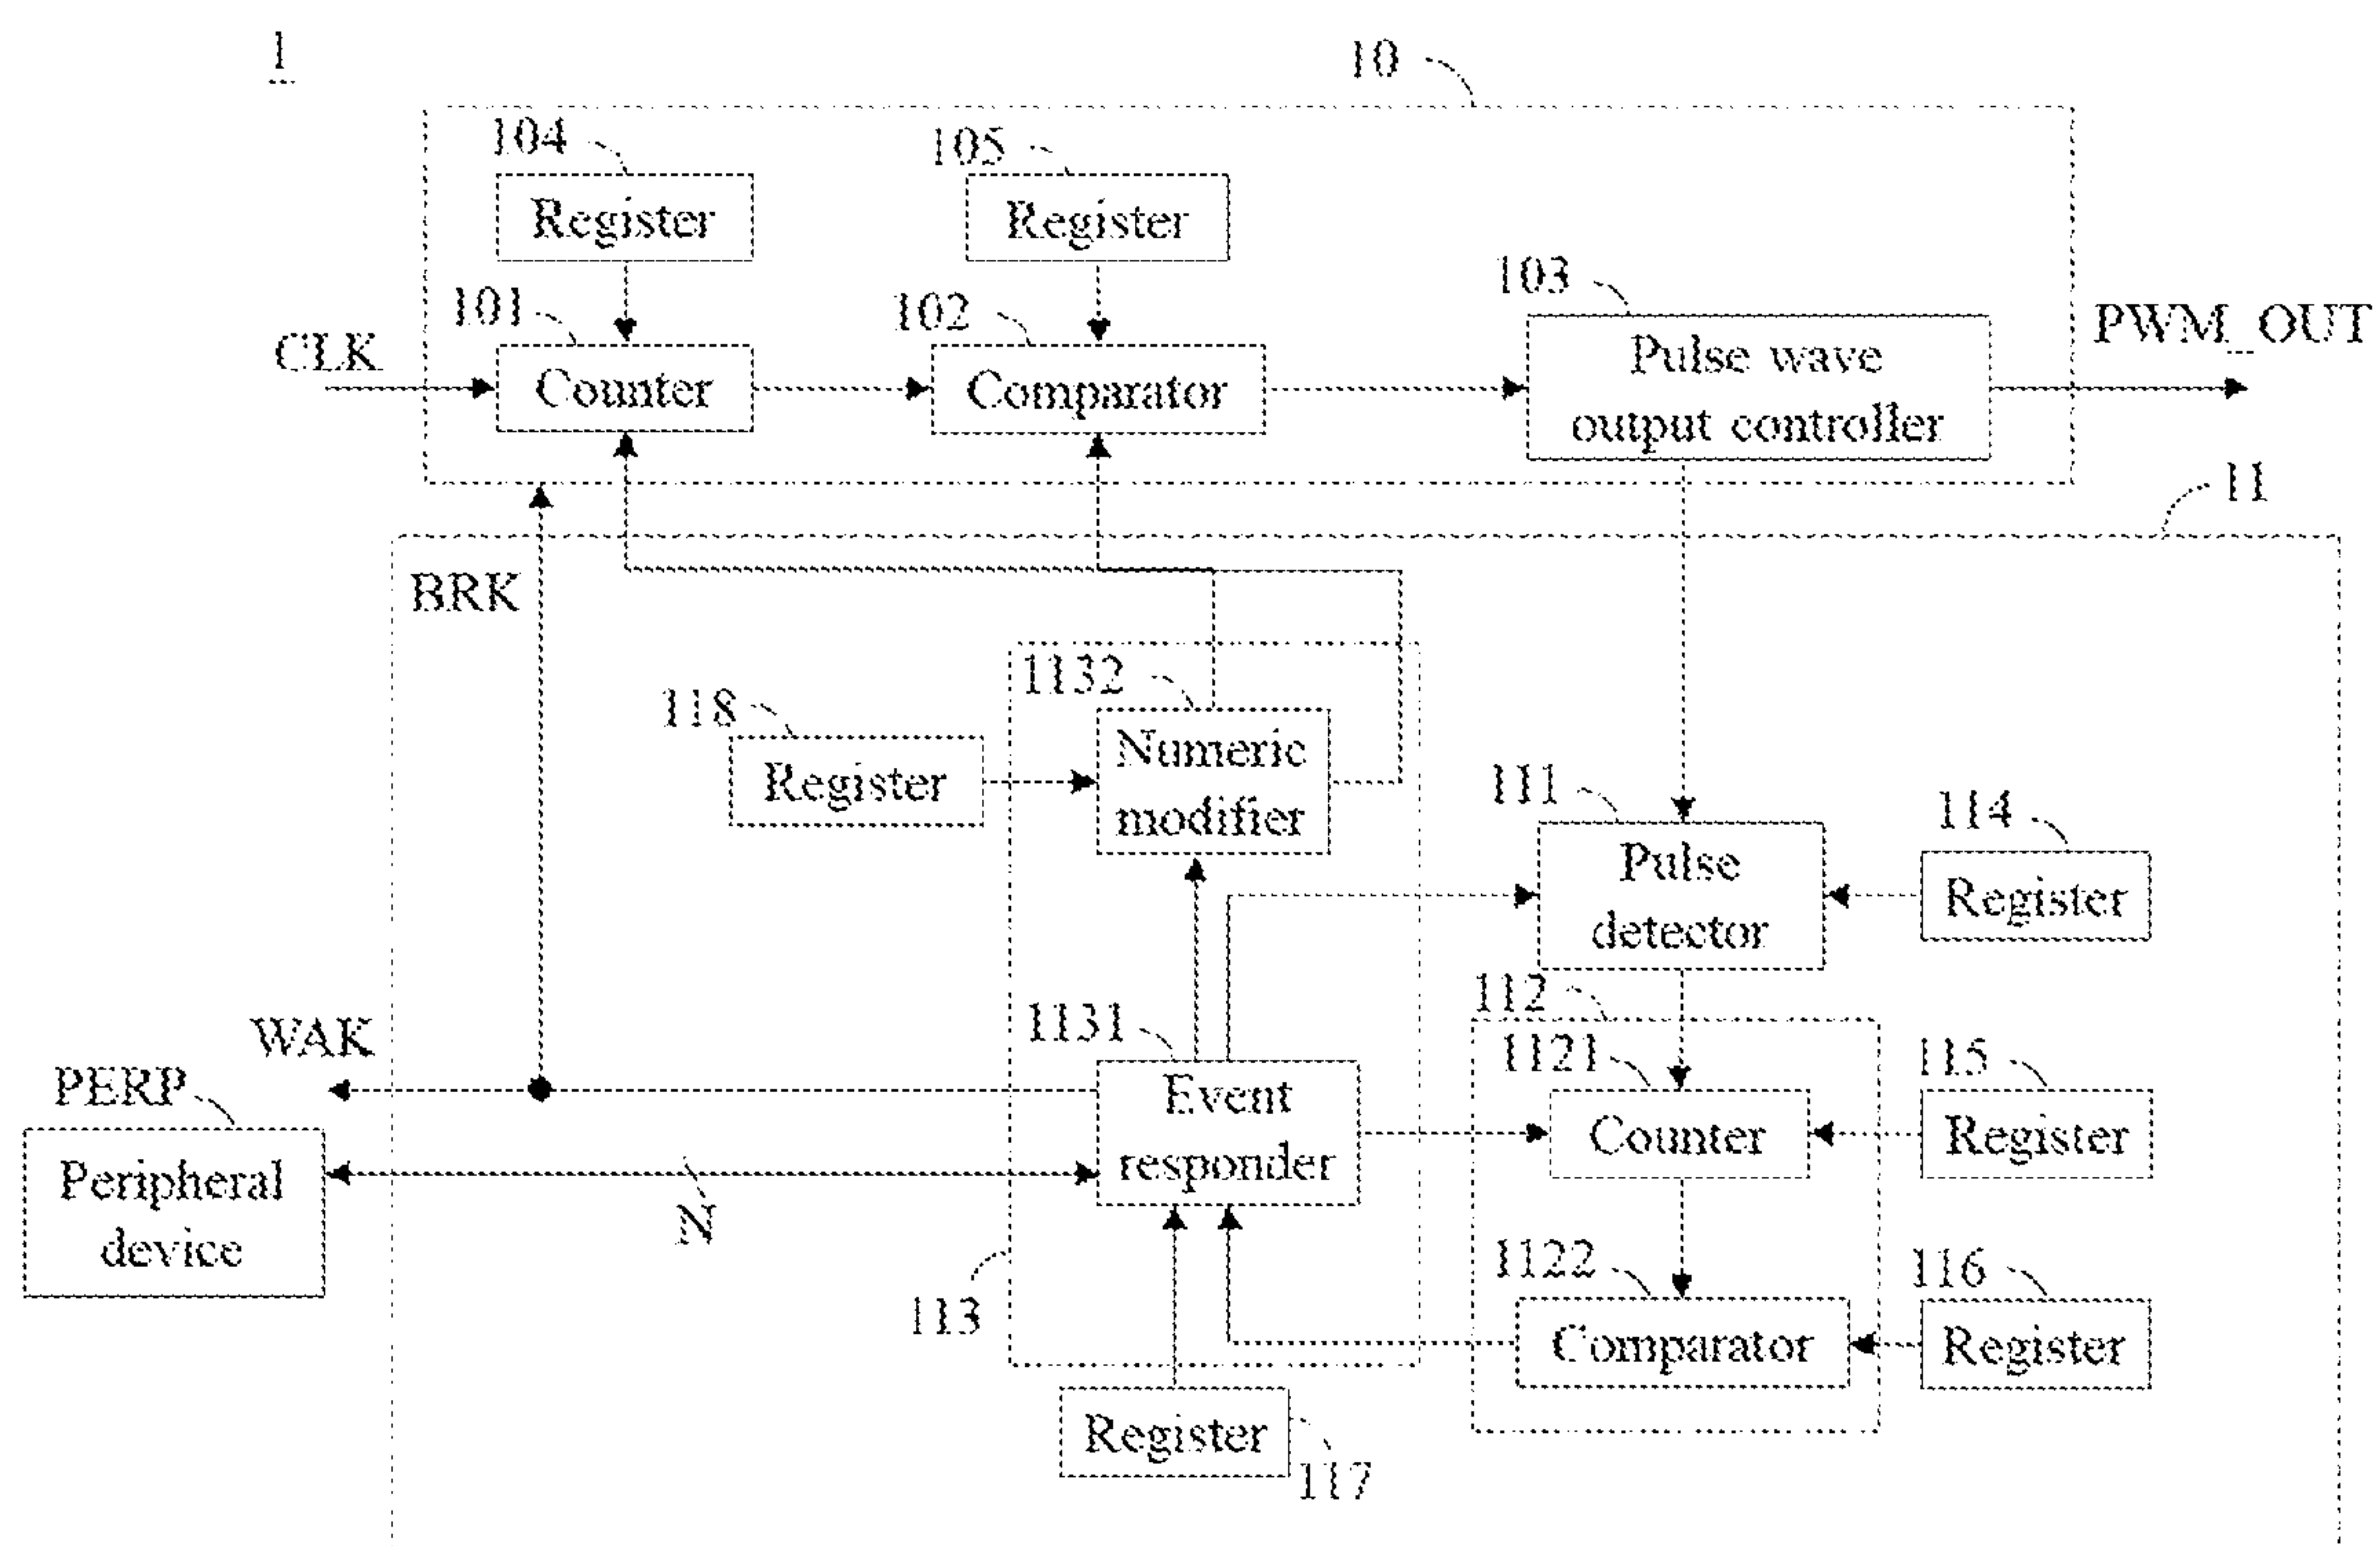 1
10
104
105
Register
Register
103
101
102
CLK
PWM_OUT
Counter
Comparator
Pulse wave
output controller
11
BRK
1132
118
Numeric
modifier
Register
111
114
Pulse
detector
Register
112
WAK
1131
1121
115
PERP
Event
responder
Counter
Register
Peripheral
device
N
1122
116
113
Comparator
Register
Register
117